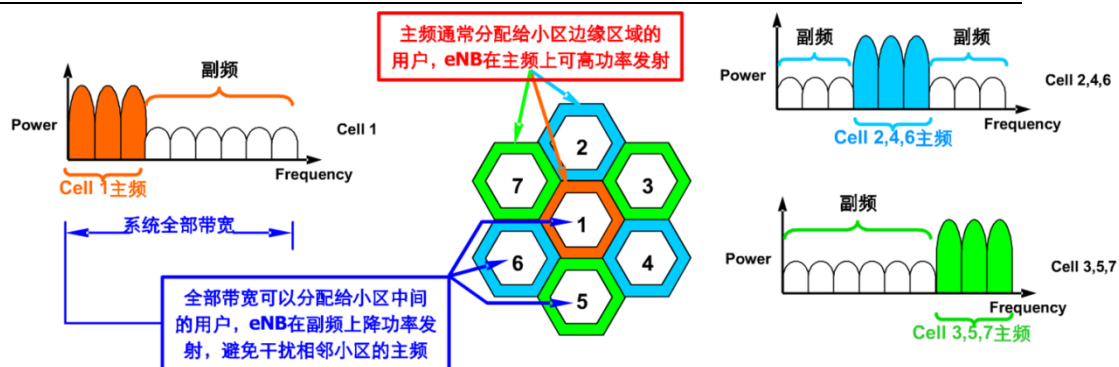 主频通常分配给小区边缘区域的
用户，eNB在主频上可高功率发射
副频
Power
Cell 1
Frequency
Cell 1主频
系统全部带宽
全部带宽可以分配给小区中间
的用户，eNB在副频上降功率发
射，避免干扰相邻小区的主频
2
7
3
1
6
4
5
副频
副频
Power
Cell 2,4,6
Frequency
Cell 2,4,6主频
副频
Power
Cell 3,5,7
Frequency
Cell 3,5,7主频